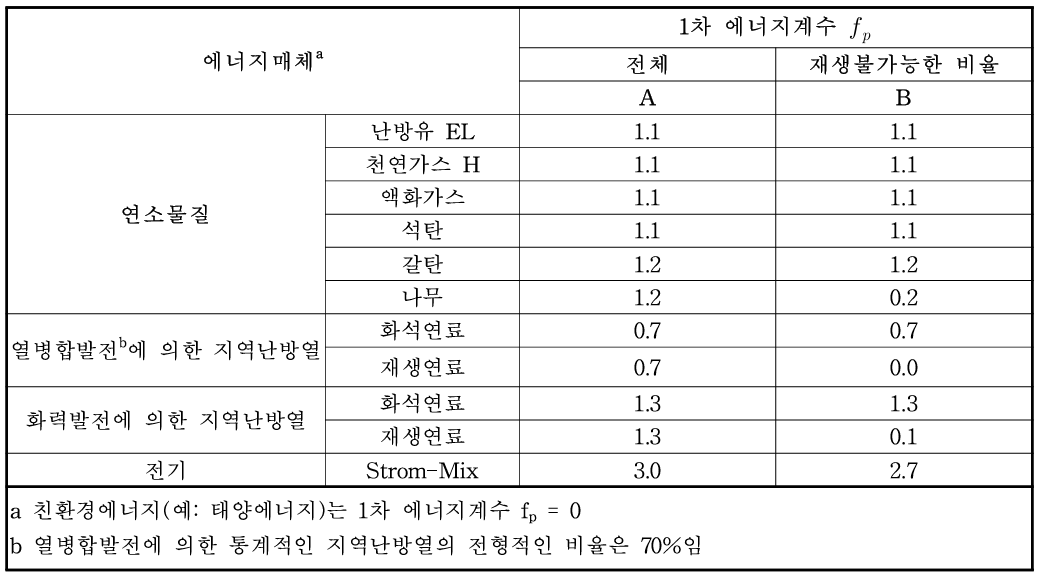 에너지매체a
1차 에너지계수 fp
전체
재생불가능한 비율
A
B
연소물질
난방유 EL
1.1
1.1
천연가스 H
1.1
1.1
액화가스
1.1
1.1
석탄
1.1
1.1
갈탄
1.2
1.2
나무
1.2
0.2
열병합발전b에 의한 지역난방열
화석연료
0.7
0.7
재생연료
0.7
0.0
화력발전에 의한 지역난방열
화석연료
1.3
1.3
재생연료
1.3
0.1
전기
Strom-Mix
3.0
2.7
a 친환경에너지(예: 태양에너지)는 1차 에너지계수 fp = 0
b 열병합발전에 의한 통계적인 지역난방열의 전형적인 비율은 70%임